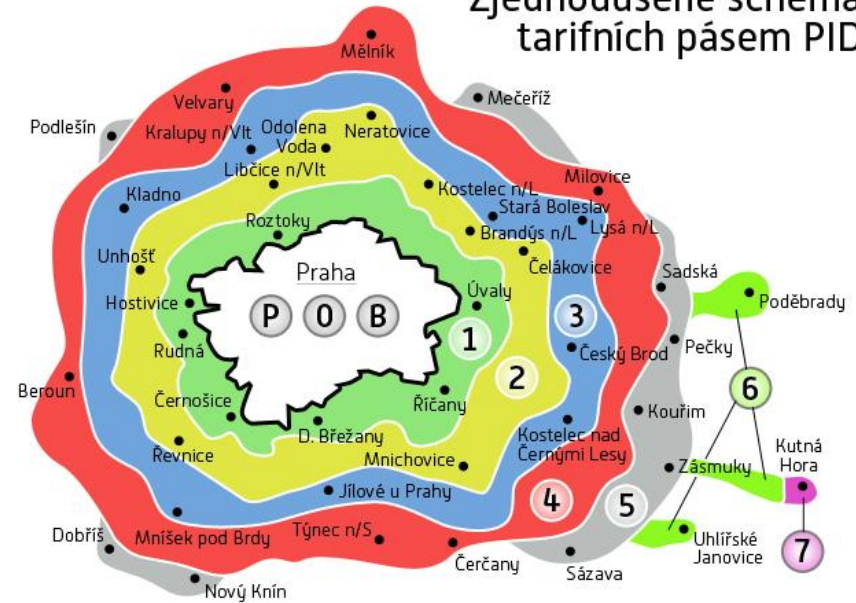 Zjednodušené schéma
tarifních pásem PID
Mělník
Velvary
Mečeříž
Podlešín
Kralupy n/Vlt
Odolena
Voda
Neratovice
Libčice n/Vlt
Milovice
Kladno
Kostelec n/L
Stará Boleslav
Roztoky
Brandýs n/L
Lysá n/L
Unhošť
Praha
Čelákovice
Sadská
Hostivice
P
0
B
Úvaly
3
Poděbrady
Rudná
1
Český Brod
Pečky
Beroun
2
6
Černošice
Říčany
Kouřim
D. Břežany
Kostelec nad
Černými Lesy
Řevnice
Mnichovice
Zásmuky
Kutná
Hora
Jílové u Prahy
4
5
Dobříš
Mníšek pod Brdy
Týnec n/S
Čerčany
Uhlířské
Janovice
7
Sázava
Nový Knín